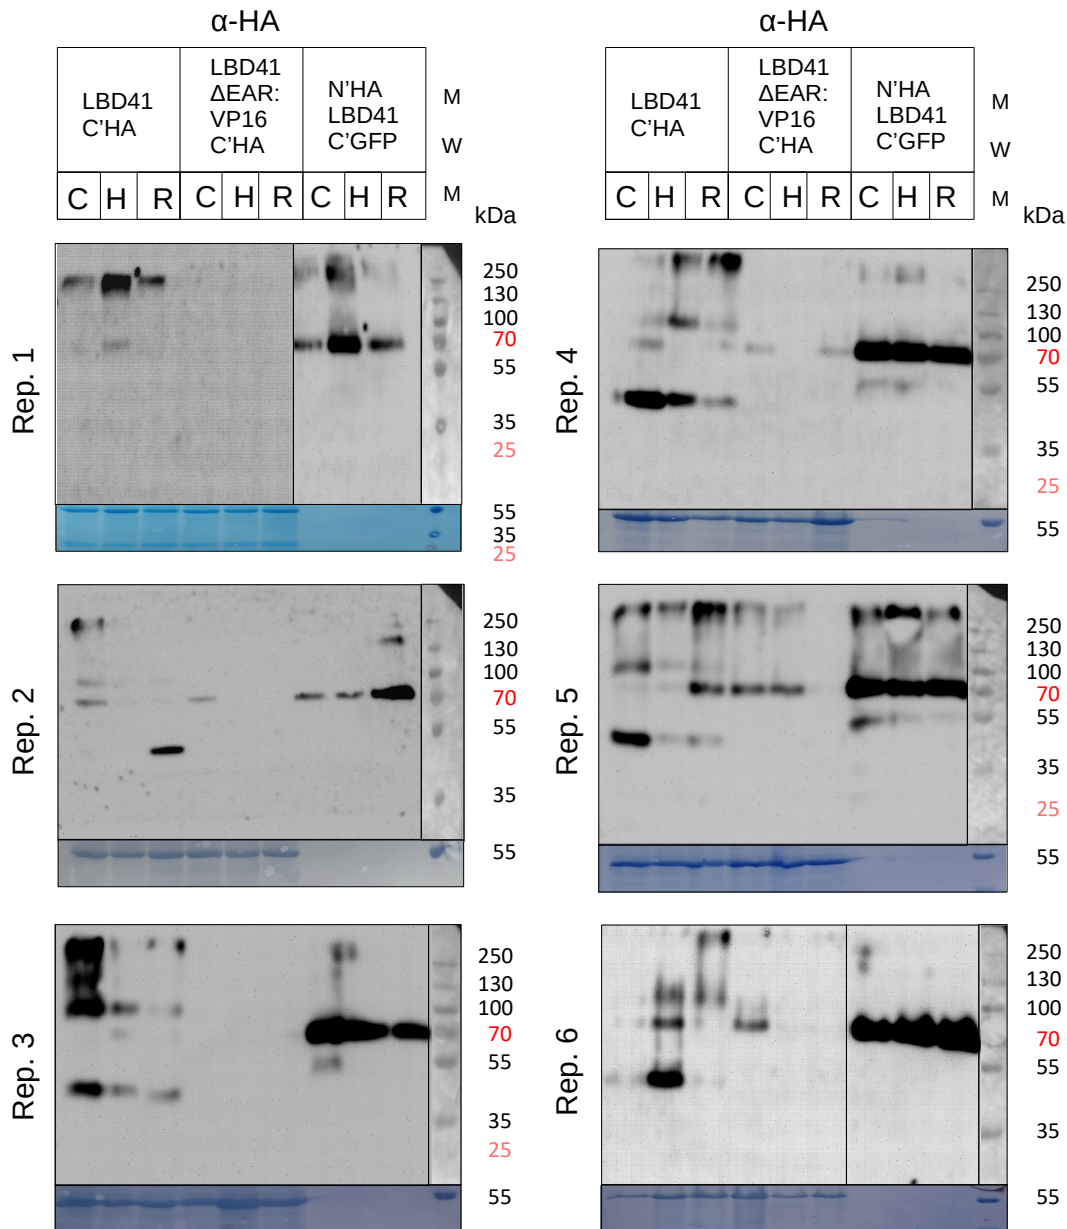 α-HA
LBD41
C’HA
LBD41
ΔEAR:
VP16
C’HA
N’HA
LBD41
C’GFP
M
W
M
C H R C H R C H R
kDa
Rep. 1
250
130
100
70
55
35
25
55
35
25
Rep. 2
250
130
100
70
55
35
55
Rep. 3
250
130
100
70
55
35
25
55
α-HA
LBD41
C’HA
LBD41
ΔEAR:
VP16
C’HA
N’HA
LBD41
C’GFP
M
W
M
C H R C H R C H R
kDa
Rep. 4
250
130
100
70
55
35
25
55
Rep. 5
250
130
100
70
55
35
25
55
Rep. 6
250
130
100
70
55
35
55